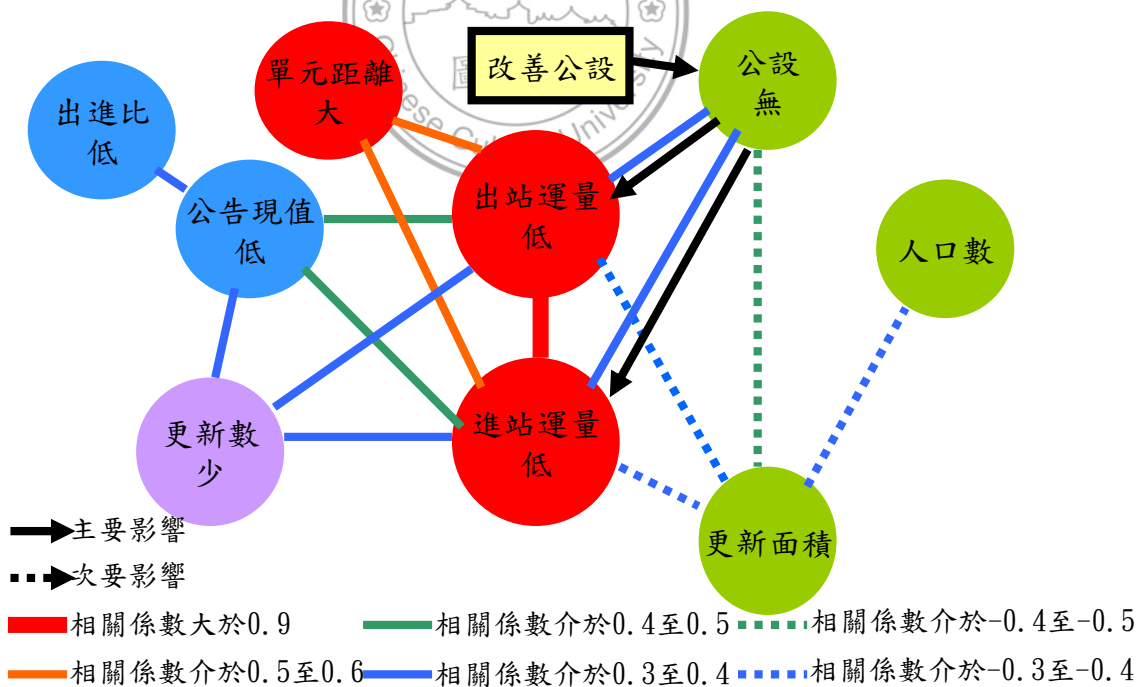 改善公設
公設
無
單元距離
大
出進比
低
公告現值
低
出站運量
低
人口數
更新數
少
進站運量
低
更新面積
主要影響
次要影響
相關係數大於0.9
相關係數介於0.4至0.5
相關係數介於-0.4至-0.5
相關係數介於0.5至0.6
相關係數介於0.3至0.4
相關係數介於-0.3至-0.4